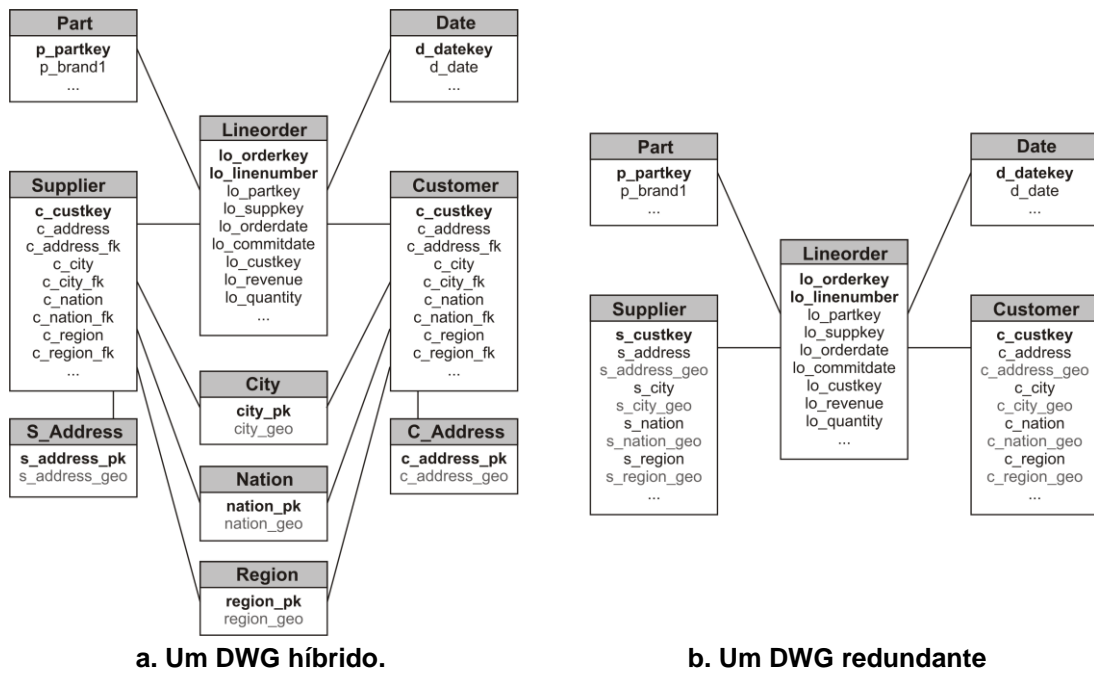 Part
p_partkey
p_brand1
...
Date
d_datekey
d_date
...
Lineorder
lo_orderkey
lo_linenumber
lo_partkey
lo_suppkey
lo_orderdate
lo_commitdate
lo_custkey
lo_revenue
lo_quantity
...
Supplier
c_custkey
c_address
c_address_fk
c_city
c_city_fk
c_nation
c_nation_fk
c_region
c_region_fk
...
Customer
c_custkey
c_address
c_address_fk
c_city
c_city_fk
c_nation
c_nation_fk
c_region
c_region_fk
...
City
city_pk
city_geo
S_Address
s_address_pk
s_address_geo
C_Address
c_address_pk
c_address_geo
Nation
nation_pk
nation_geo
Region
region_pk
region_geo
a. Um DWG híbrido.
Part
p_partkey
p_brand1
...
Date
d_datekey
d_date
...
Lineorder
lo_orderkey
lo_linenumber
lo_partkey
lo_suppkey
lo_orderdate
lo_commitdate
lo_custkey
lo_revenue
lo_quantity
...
Supplier
s_custkey
s_address
s_address_geo
s_city
s_city_geo
s_nation
s_nation_geo
s_region
s_region_geo
...
Customer
c_custkey
c_address
c_address_geo
c_city
c_city_geo
c_nation
c_nation_geo
c_region
c_region_geo
...
b. Um DWG redundante